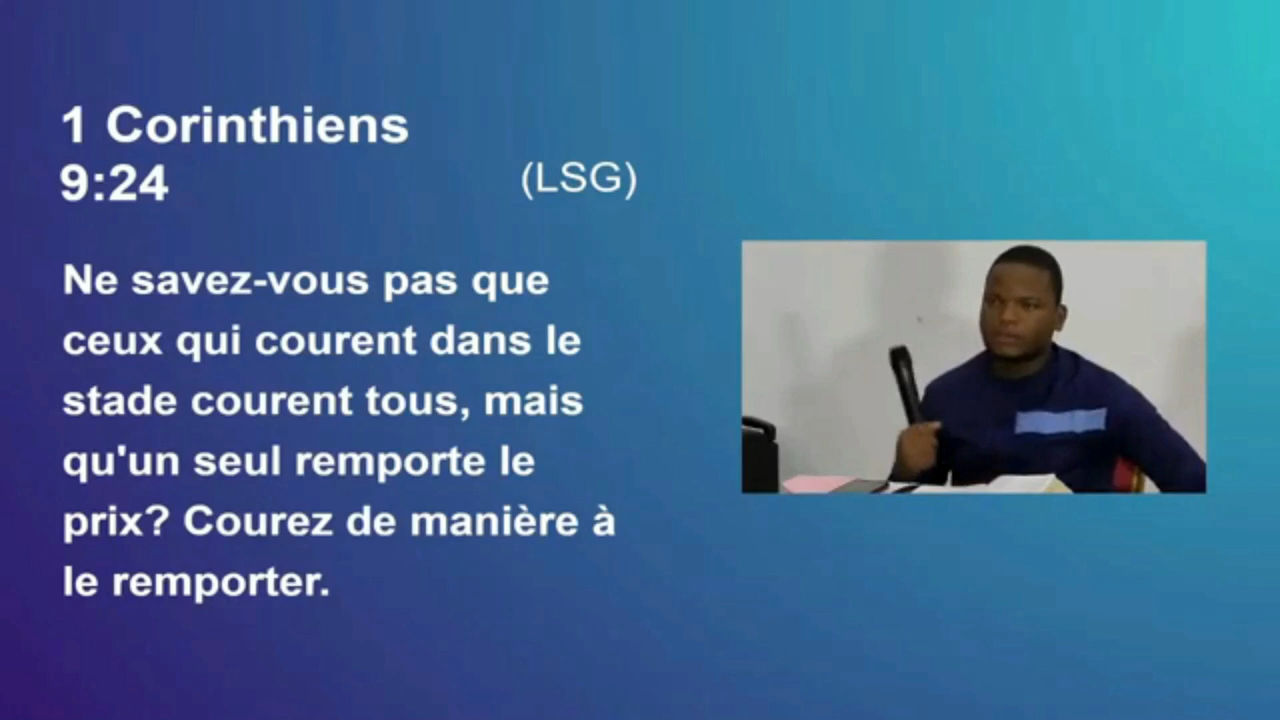 1 Corinthiens
9:24
(LSG)
Ne savez-vous pas que
ceux qui courent dans le
stade courent tous, mais
qu'un seul remporte le
prix? Courez de manière à
le remporter.